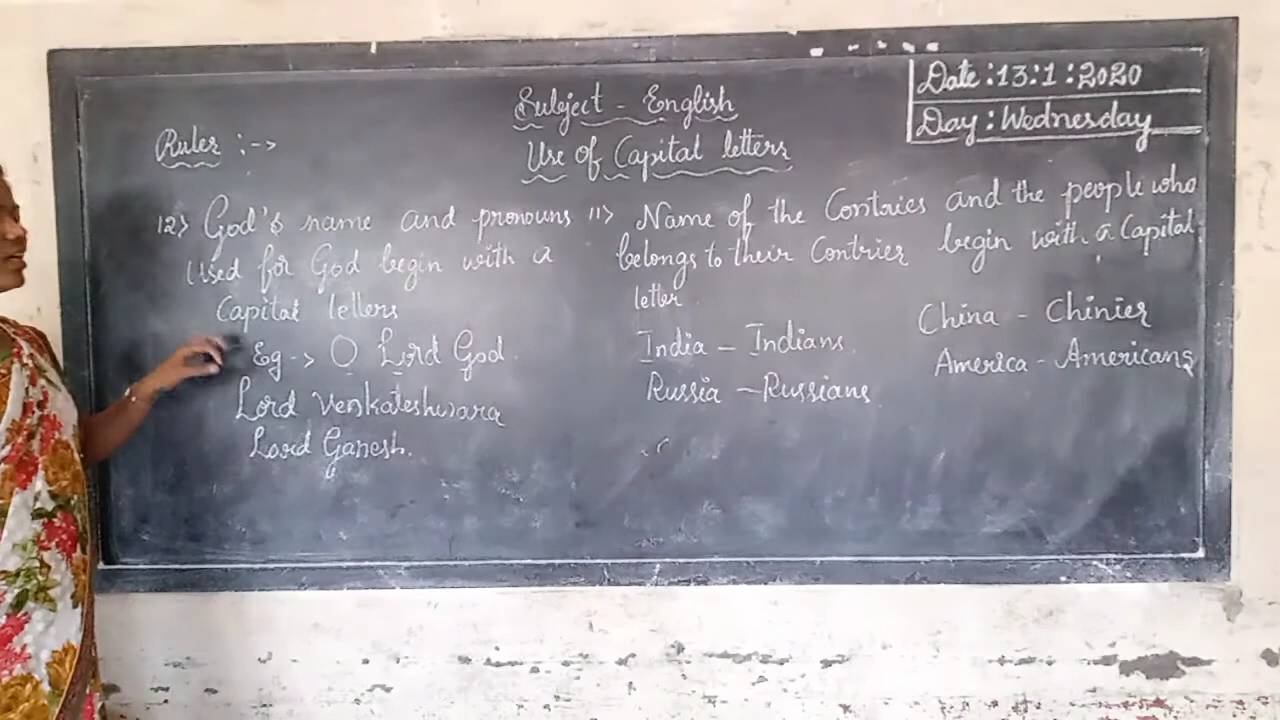 Subject - English
Date : 13 : 1 : 2020
Day : Wednesday
Use of Capital letters
Rules :->
12> God's name and pronouns
Used for God begin with a
Capital letters
Eg -> O Lord God.
Lord Venkateshwara
Lord Ganesh.
11> Name of the Contries and the people who
belongs to their Contries begin with a Capital
letter.
India - Indians.
Russia - Russians
China - Chinies
America - Americans